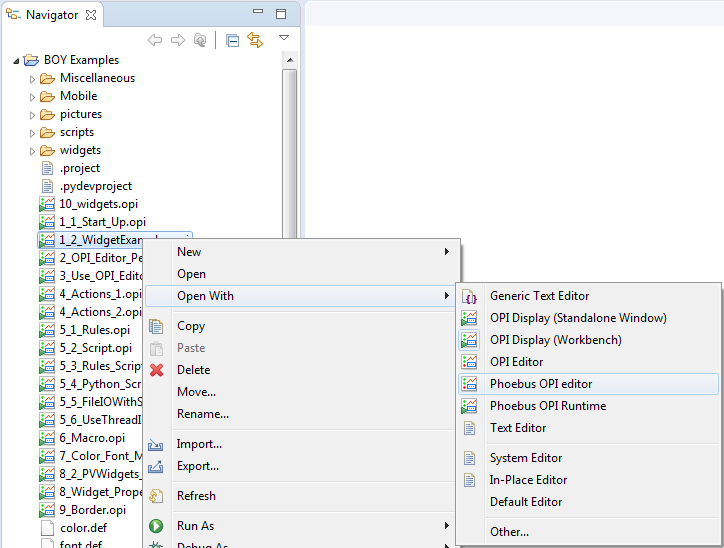 Navigator
BOY Examples
Miscellaneous
Mobile
pictures
scripts
widgets
.project
.pydevproject
10_widgets.opi
1_1_Start_Up.opi
1_2_WidgetExam
2_OPI_Editor_Pe
3_Use_OPI_Edito
4_Actions_1.opi
4_Actions_2.opi
5_1_Rules.opi
5_2_Script.opi
5_3_Rules_Script
5_4_Python_Scr
5_5_FileIOWithS
5_6_UseThreadI
6_Macro.opi
7_Color_Font_M
8_2_PVWidgets_
8_Widget_Prope
9_Border.opi
color.def
font.def
New
Open
Open With
Copy
Paste
Delete
Move...
Rename...
Import...
Export...
Refresh
Run As
Debug As
Generic Text Editor
OPI Display (Standalone Window)
OPI Display (Workbench)
OPI Editor
Phoebus OPI editor
Phoebus OPI Runtime
Text Editor
System Editor
In-Place Editor
Default Editor
Other...